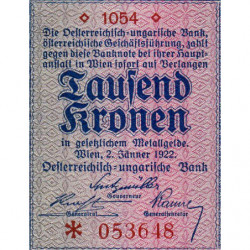 1054
Die Oesterreichisch-ungarische Bank,
österreichische Geschäftsführung, zahlt
gegen diese Banknote bei ihrer Haupt-
anstalt in Wien sofort auf Verlangen
Tausend
Kronen
in gesetzlichem Metallgelde.
Wien, 2. Jänner 1922.
Oesterreichisch-ungarische Bank
Spitzmüller
Gouverneur
Generalrat
Generalsekretär
* 053648